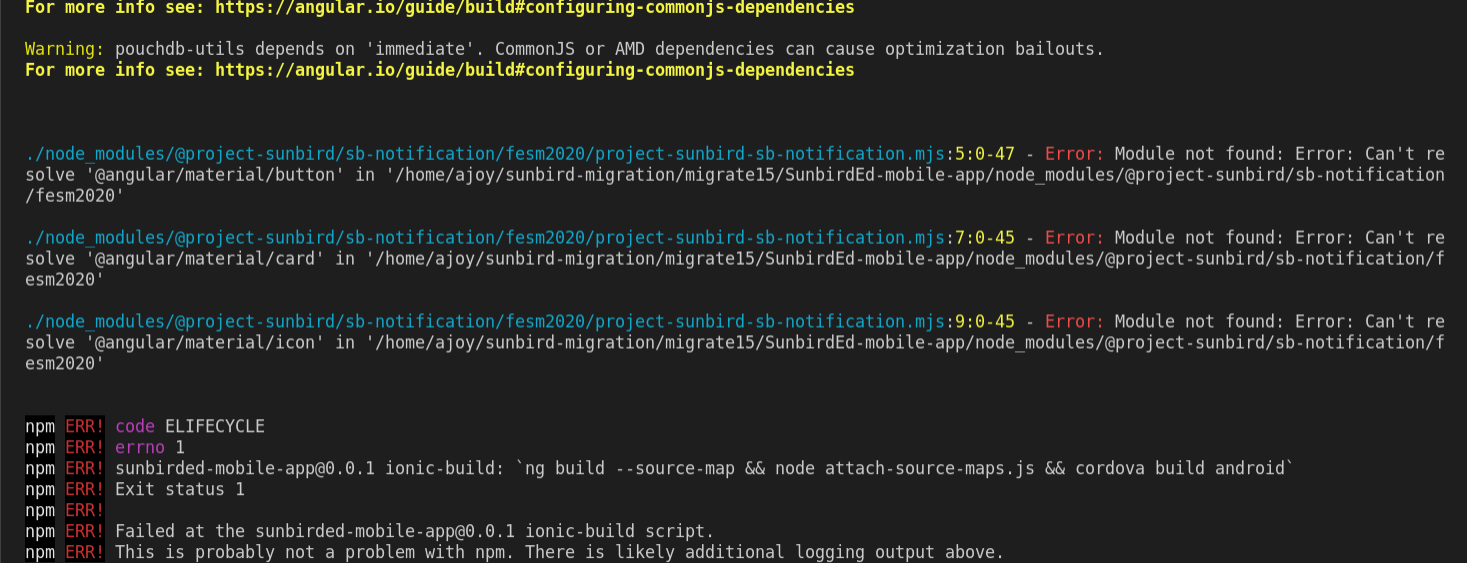 For more info see: https://angular.io/guide/build#configuring-commonjs-dependencies
Warning: pouchdb-utils depends on 'immediate'. CommonJS or AMD dependencies can cause optimization bailouts.
For more info see: https://angular.io/guide/build#configuring-commonjs-dependencies
./node_modules/@project-sunbird/sb-notification/fesm2020/project-sunbird-sb-notification.mjs:5:0-47 - Error: Module not found: Error: Can't re
solve '@angular/material/button' in '/home/ajoy/sunbird-migration/migrate15/SunbirdEd-mobile-app/node_modules/@project-sunbird/sb-notification
/fesm2020'
./node_modules/@project-sunbird/sb-notification/fesm2020/project-sunbird-sb-notification.mjs:7:0-45 - Error: Module not found: Error: Can't re
solve '@angular/material/card' in '/home/ajoy/sunbird-migration/migrate15/SunbirdEd-mobile-app/node_modules/@project-sunbird/sb-notification/f
esm2020'
./node_modules/@project-sunbird/sb-notification/fesm2020/project-sunbird-sb-notification.mjs:9:0-45 - Error: Module not found: Error: Can't re
solve '@angular/material/icon' in '/home/ajoy/sunbird-migration/migrate15/SunbirdEd-mobile-app/node_modules/@project-sunbird/sb-notification/f
esm2020'
npm ERR! code ELIFECYCLE
npm ERR! errno 1
npm ERR! sunbirded-mobile-app@0.0.1 ionic-build: `ng build --source-map && node attach-source-maps.js && cordova build android`
npm ERR! Exit status 1
npm ERR!
npm ERR! Failed at the sunbirded-mobile-app@0.0.1 ionic-build script.
npm ERR! This is probably not a problem with npm. There is likely additional logging output above.